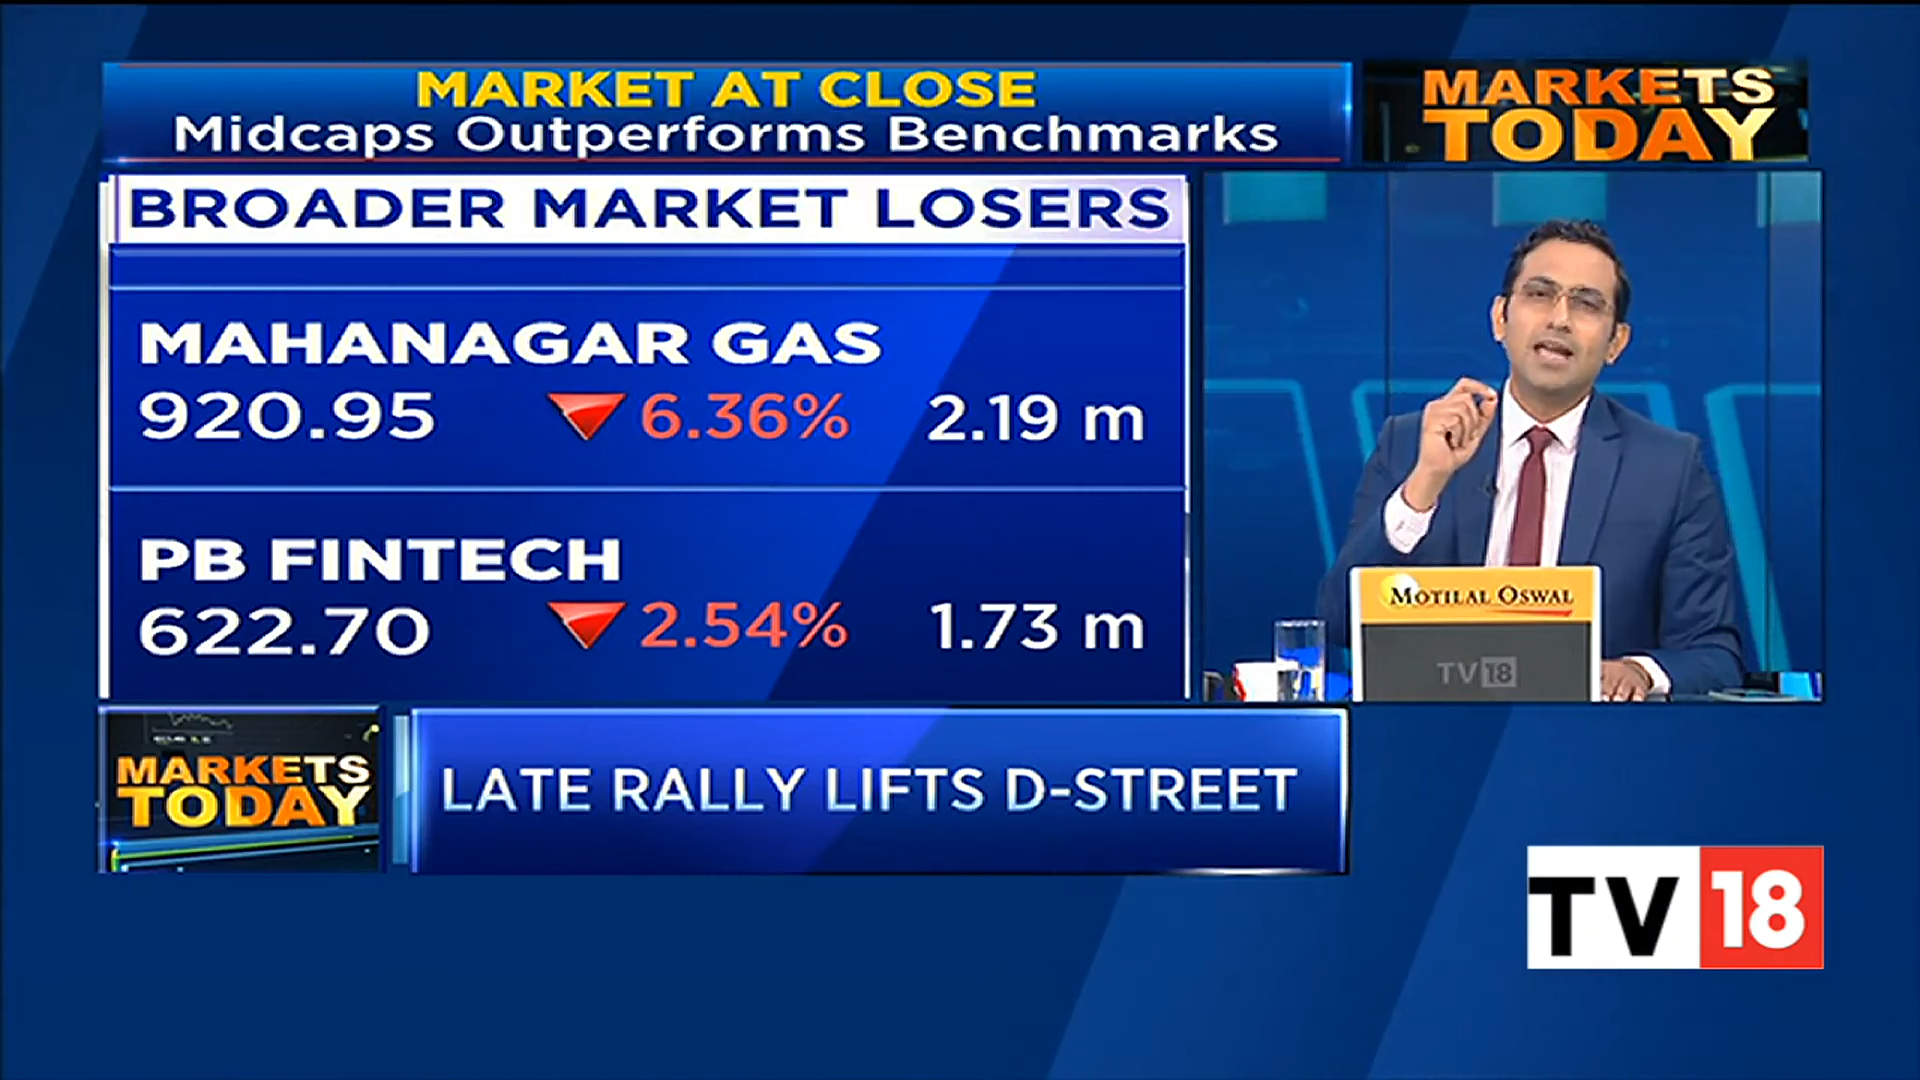 MARKET AT CLOSE
Midcaps Outperforms Benchmarks
MARKETS
TODAY
BROADER MARKET LOSERS
MAHANAGAR GAS
920.95 6.36% 2.19 m
PB FINTECH
622.70 2.54% 1.73 m
MOTILAL OSWAL
TV18
MARKETS
TODAY
LATE RALLY LIFTS D-STREET
TV18